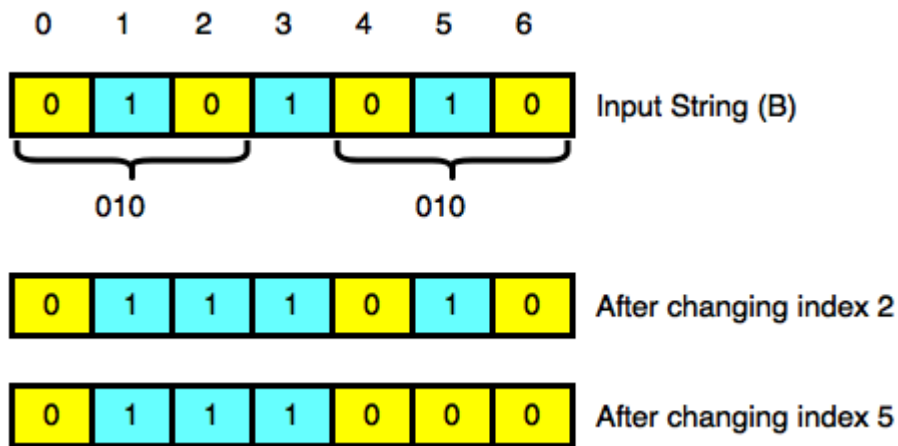 0 1 2 3 4 5 6
0 1 0 1 0 1 0 Input String (B)
010 010
0 1 1 1 0 1 0 After changing index 2
0 1 1 1 0 0 0 After changing index 5